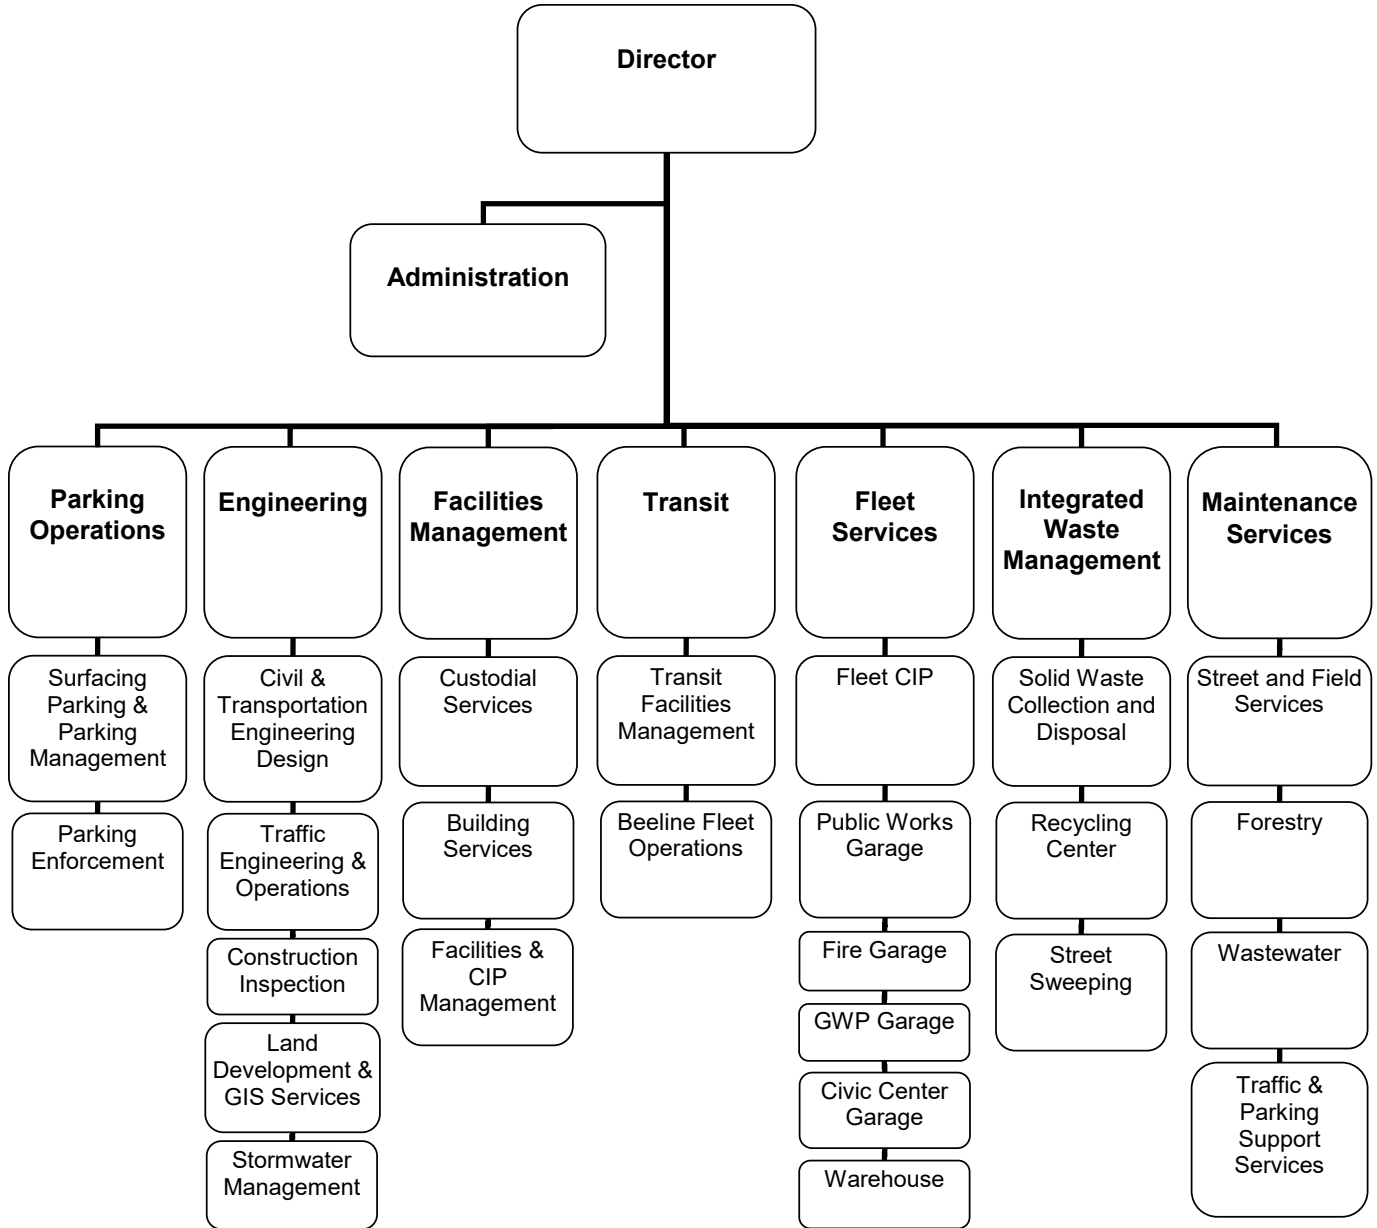 Director
Administration
Parking
Operations
Engineering
Facilities
Management
Transit
Fleet
Services
Integrated
Waste
Management
Maintenance
Services
Surfacing
Parking &
Parking
Management
Parking
Enforcement
Civil &
Transportation
Engineering
Design
Traffic
Engineering &
Operations
Construction
Inspection
Land
Development &
GIS Services
Stormwater
Management
Custodial
Services
Building
Services
Facilities &
CIP
Management
Transit
Facilities
Management
Beeline Fleet
Operations
Fleet CIP
Public Works
Garage
Fire Garage
GWP Garage
Civic Center
Garage
Warehouse
Solid Waste
Collection and
Disposal
Recycling
Center
Street
Sweeping
Street and Field
Services
Forestry
Wastewater
Traffic &
Parking
Support
Services